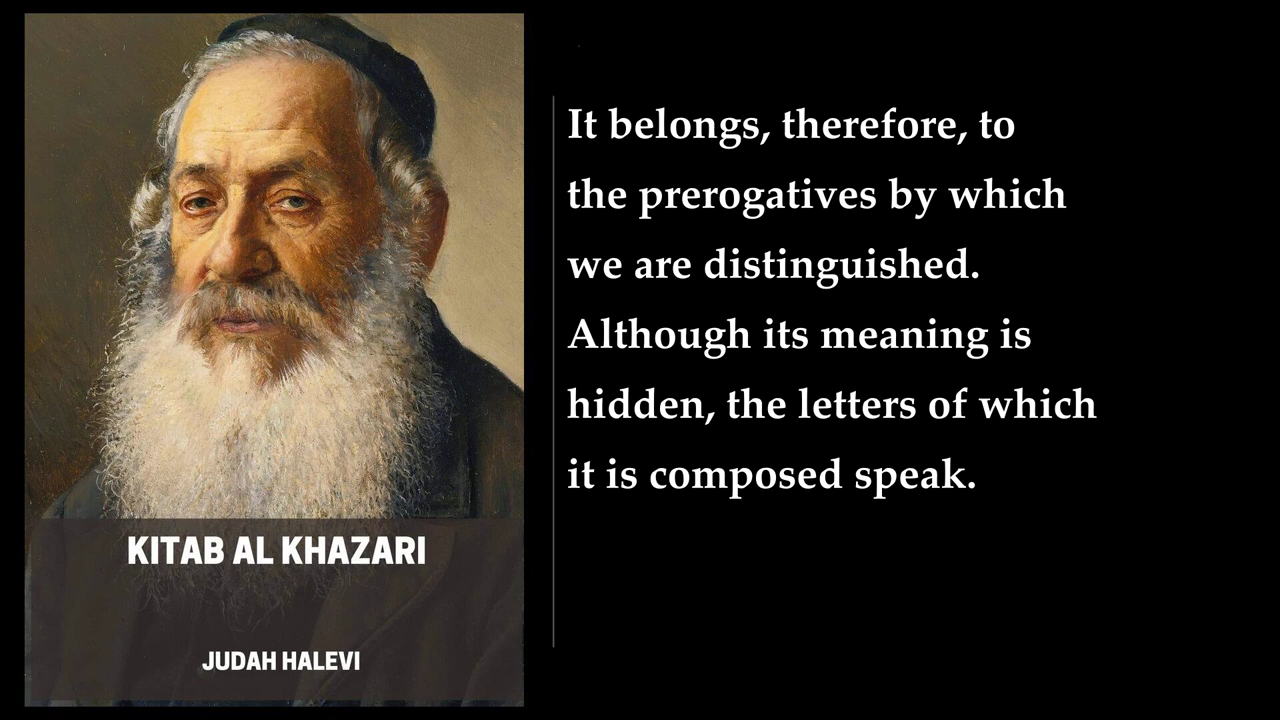 KITAB AL KHAZARI
JUDAH HALEVI
It belongs, therefore, to
the prerogatives by which
we are distinguished.
Although its meaning is
hidden, the letters of which
it is composed speak.